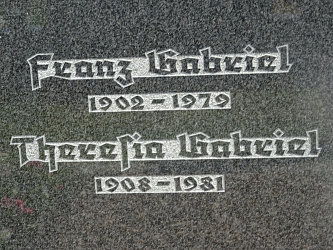 Franz Gabriel
1902 - 1979
Thereſia Gabriel
1908 - 1981